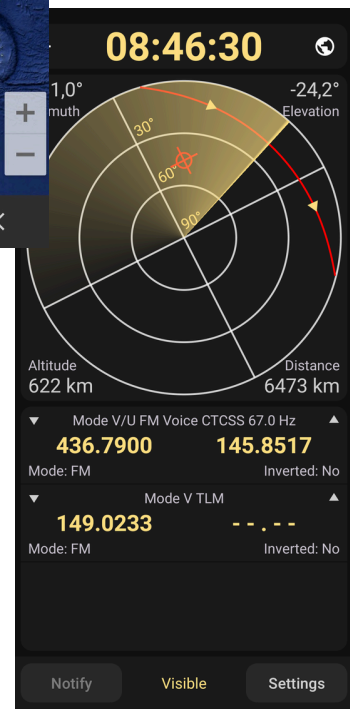 08:46:30
1,0°
-24,2°
muth
Elevation
30°
60°
90°
Altitude
Distance
622 km
6473 km
▼ Mode V/U FM Voice CTCSS 67.0 Hz ▲
436.7900 145.8517
Mode: FM Inverted: No
▼ Mode V TLM ▲
149.0233 - - . - -
Mode: FM Inverted: No
Notify Visible Settings